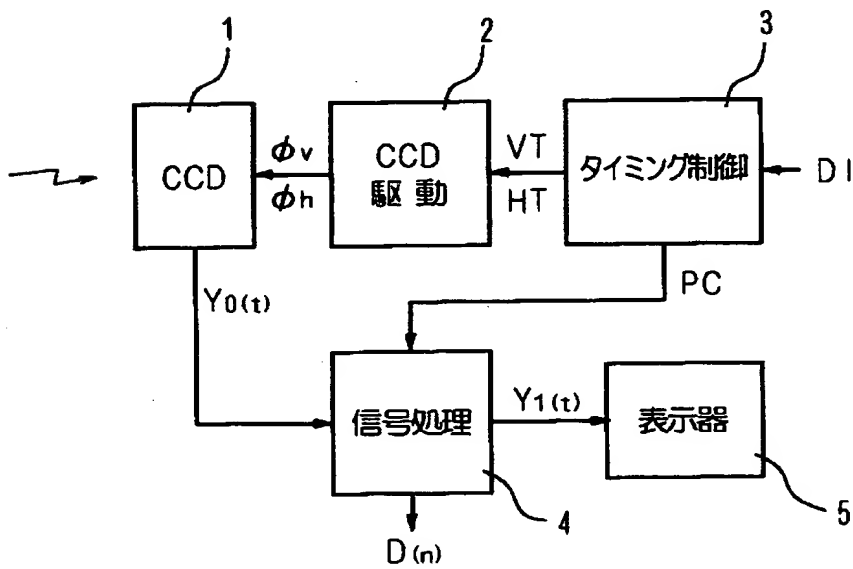 1
2
3
CCD
φv
φh
CCD
駆動
VT
HT
タイミング制御
DI
Y0(t)
PC
信号処理
Y1(t)
表示器
4
5
D(n)